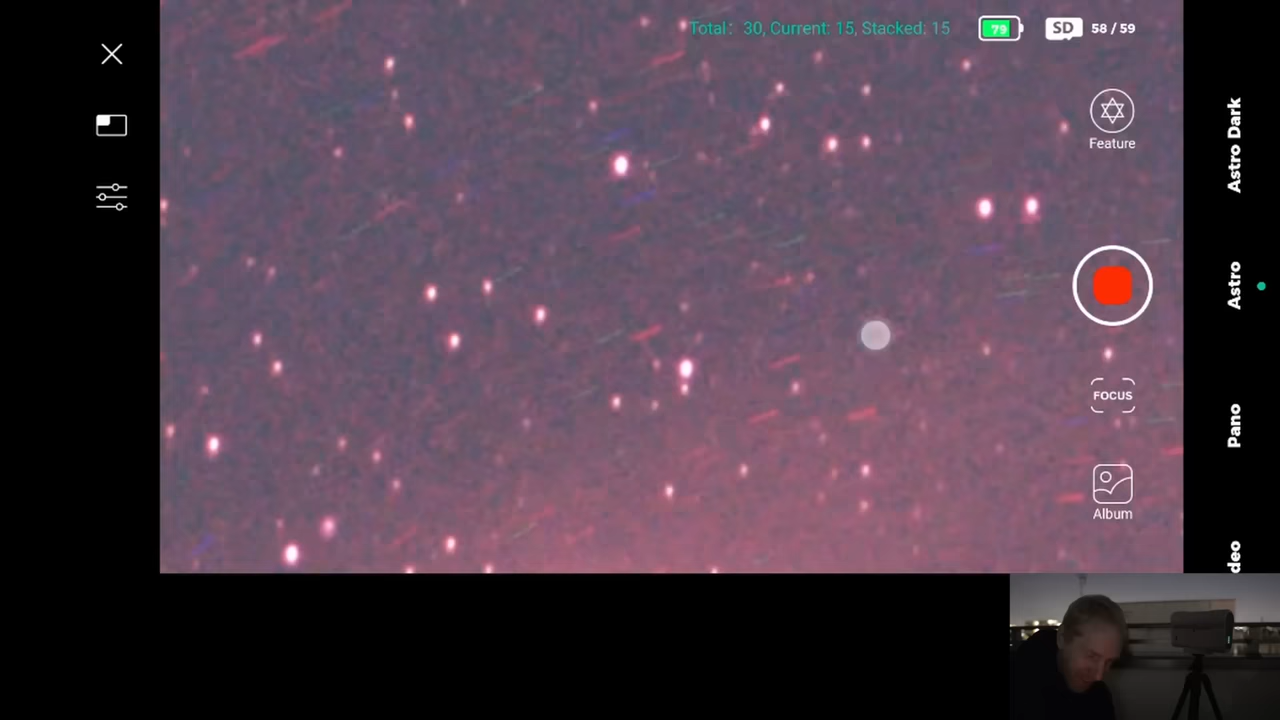 Total: 30, Current: 15, Stacked: 15
79
SD
58 / 59
Feature
FOCUS
Album
Astro Dark
Astro
Pano
deo